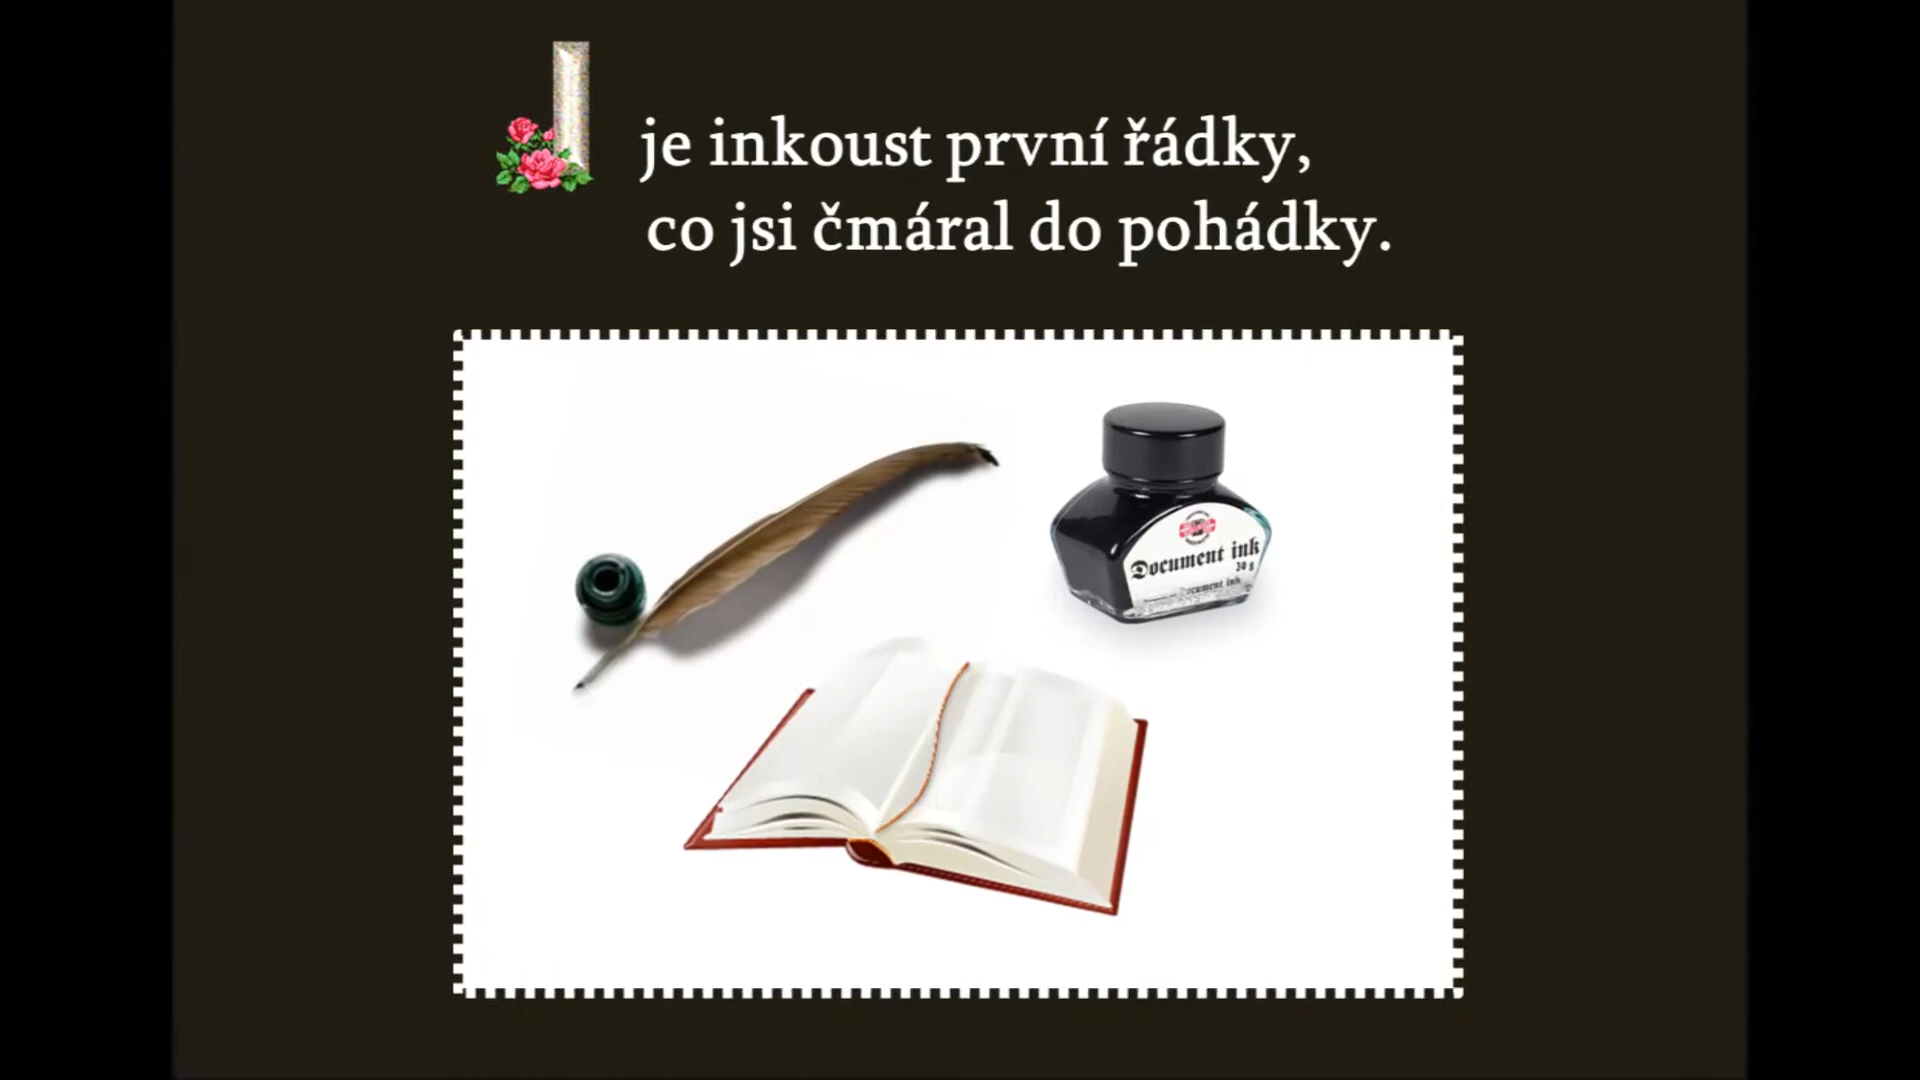 I je inkoust první řádky,
co jsi čmáral do pohádky.
Document ink
30 g